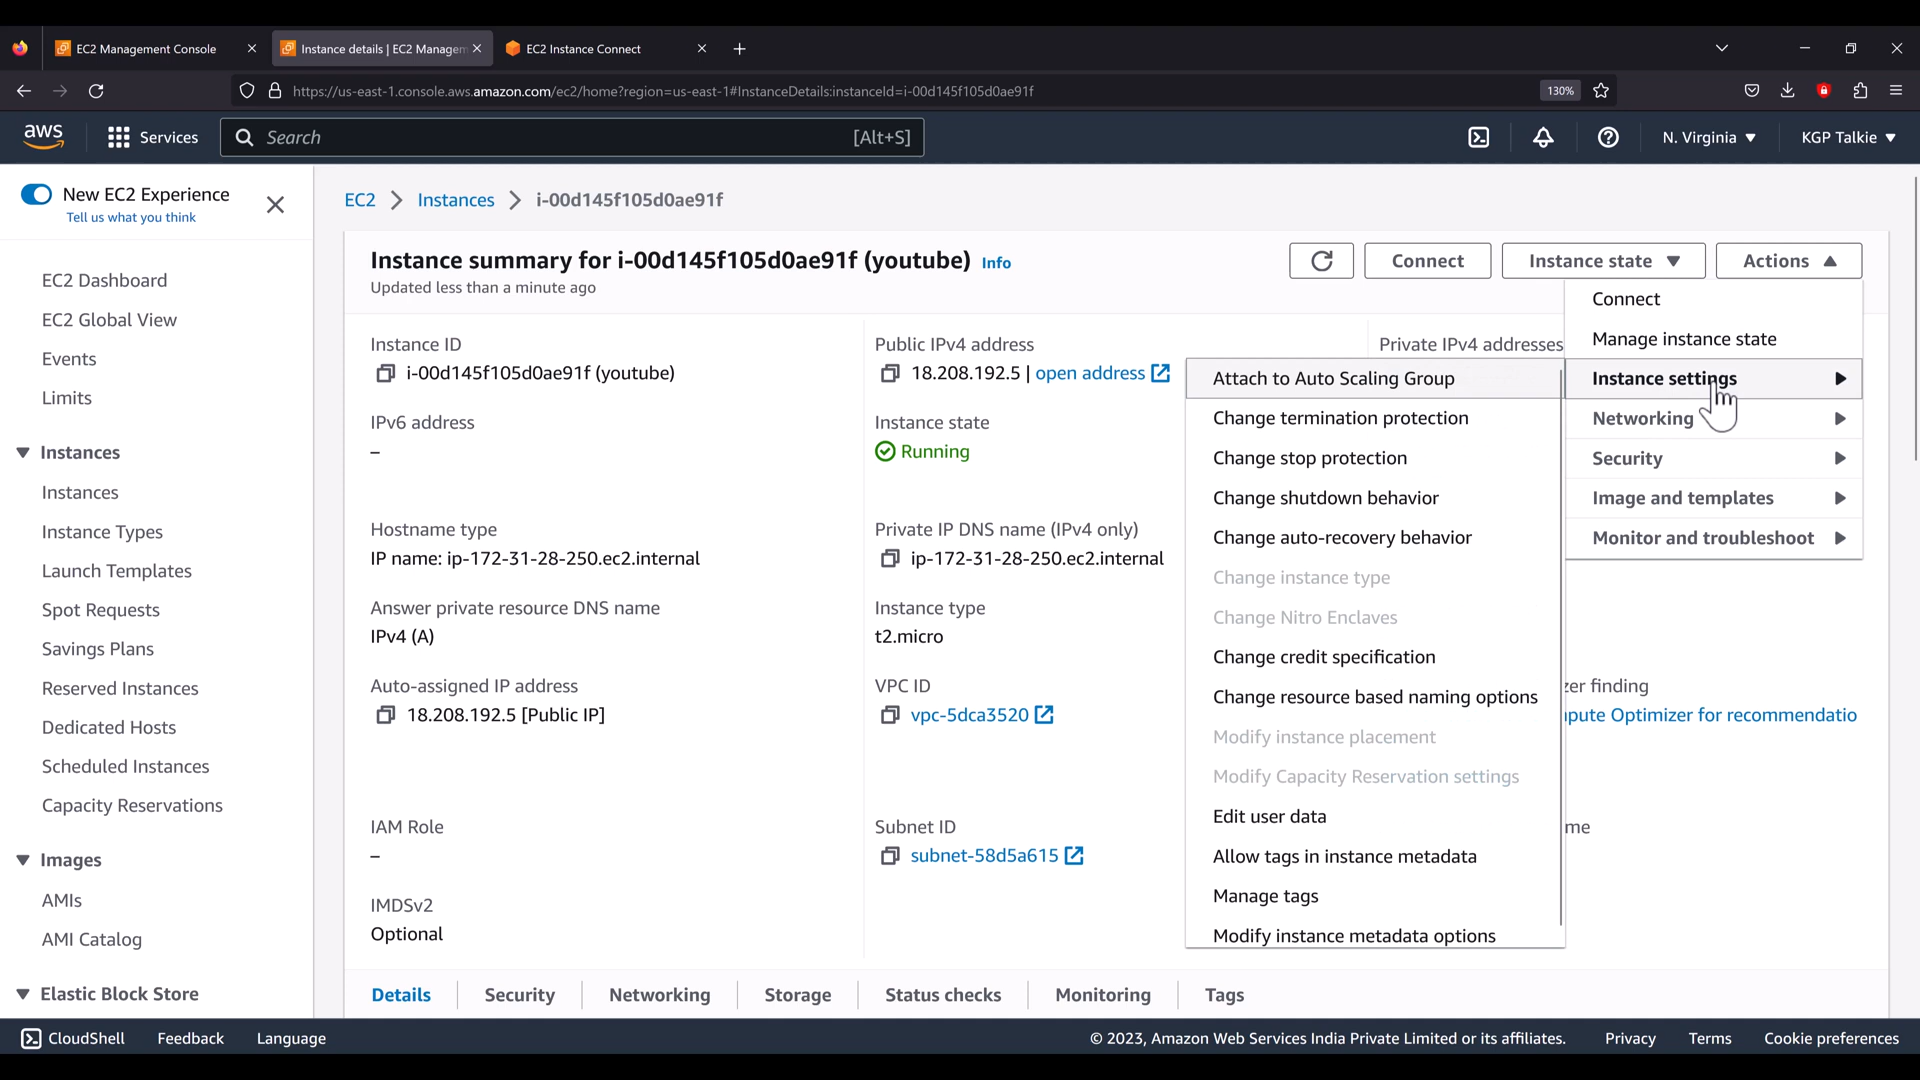 EC2 Management Console
Instance details | EC2 Managem
EC2 Instance Connect
https://us-east-1.console.aws.amazon.com/ec2/home?region=us-east-1#InstanceDetails:instanceId=i-00d145f105d0ae91f
130%
aws
Services
Search
[Alt+S]
N. Virginia
KGP Talkie
New EC2 Experience
Tell us what you think
EC2 Dashboard
EC2 Global View
Events
Limits
Instances
Instances
Instance Types
Launch Templates
Spot Requests
Savings Plans
Reserved Instances
Dedicated Hosts
Scheduled Instances
Capacity Reservations
Images
AMIs
AMI Catalog
Elastic Block Store
EC2
Instances
i-00d145f105d0ae91f
Instance summary for i-00d145f105d0ae91f (youtube)
Info
Updated less than a minute ago
Connect
Instance state
Actions
Instance ID
i-00d145f105d0ae91f (youtube)
IPv6 address
–
Hostname type
IP name: ip-172-31-28-250.ec2.internal
Answer private resource DNS name
IPv4 (A)
Auto-assigned IP address
18.208.192.5 [Public IP]
IAM Role
–
IMDSv2
Optional
Public IPv4 address
18.208.192.5 | open address
Instance state
Running
Private IP DNS name (IPv4 only)
ip-172-31-28-250.ec2.internal
Instance type
t2.micro
VPC ID
vpc-5dca3520
Subnet ID
subnet-58d5a615
Private IPv4 addresses
zer finding
pute Optimizer for recommendatio
me
Attach to Auto Scaling Group
Change termination protection
Change stop protection
Change shutdown behavior
Change auto-recovery behavior
Change instance type
Change Nitro Enclaves
Change credit specification
Change resource based naming options
Modify instance placement
Modify Capacity Reservation settings
Edit user data
Allow tags in instance metadata
Manage tags
Modify instance metadata options
Connect
Manage instance state
Instance settings
Networking
Security
Image and templates
Monitor and troubleshoot
Details
Security
Networking
Storage
Status checks
Monitoring
Tags
CloudShell
Feedback
Language
© 2023, Amazon Web Services India Private Limited or its affiliates.
Privacy
Terms
Cookie preferences